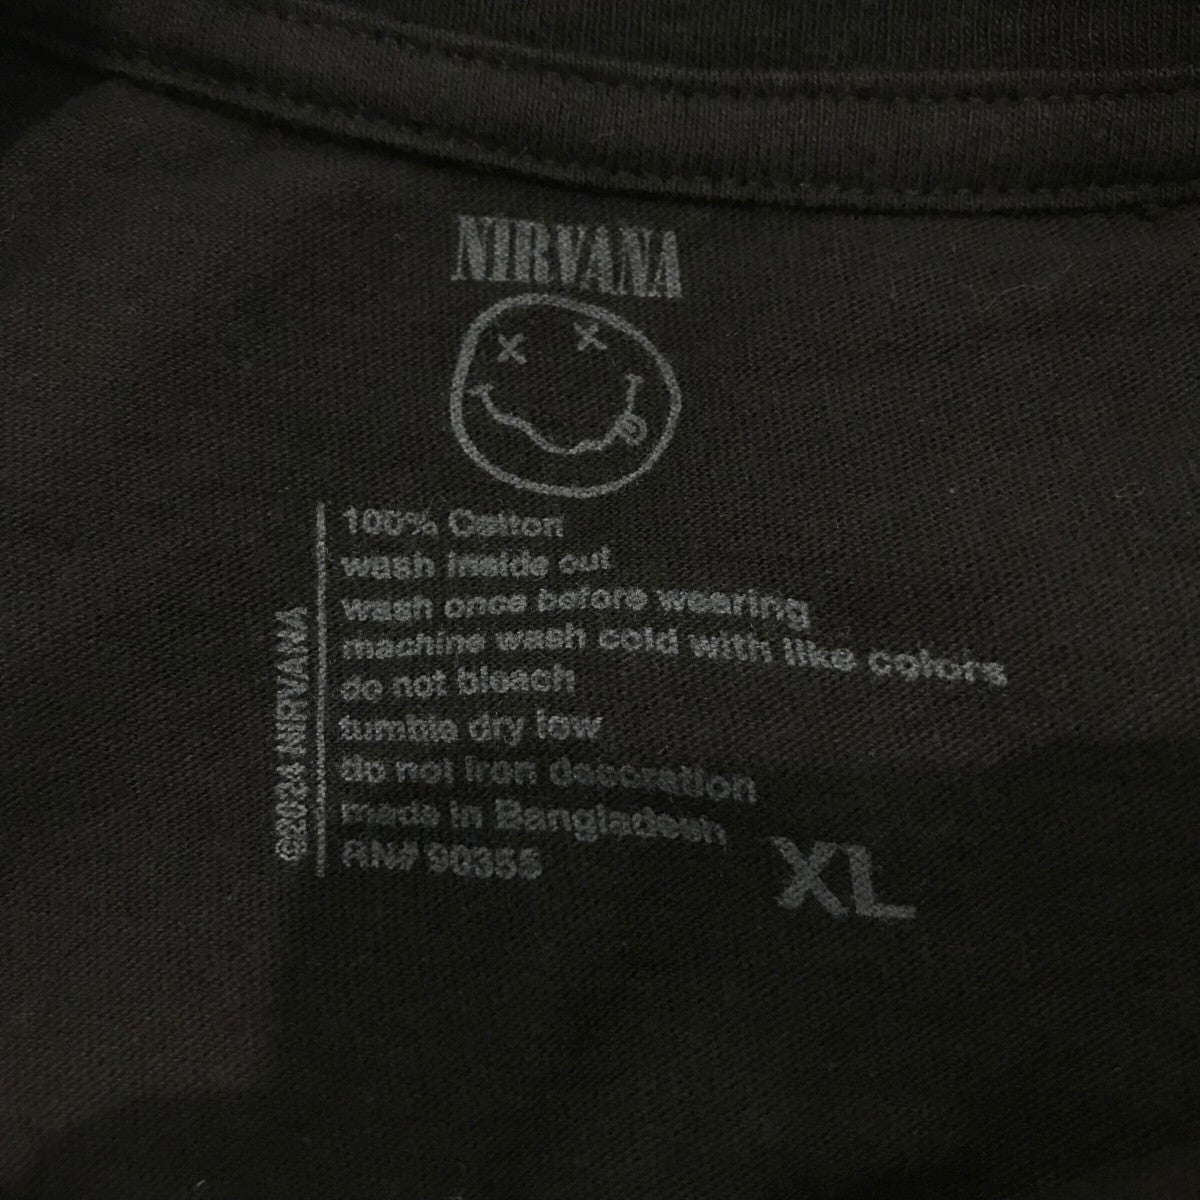 NIRVANA
100% Cotton
wash inside out
wash once before wearing
machine wash cold with like colors
do not bleach
tumble dry low
do not iron decoration
made in Bangladesh
RN# 90355
XL
©2024 NIRVANA